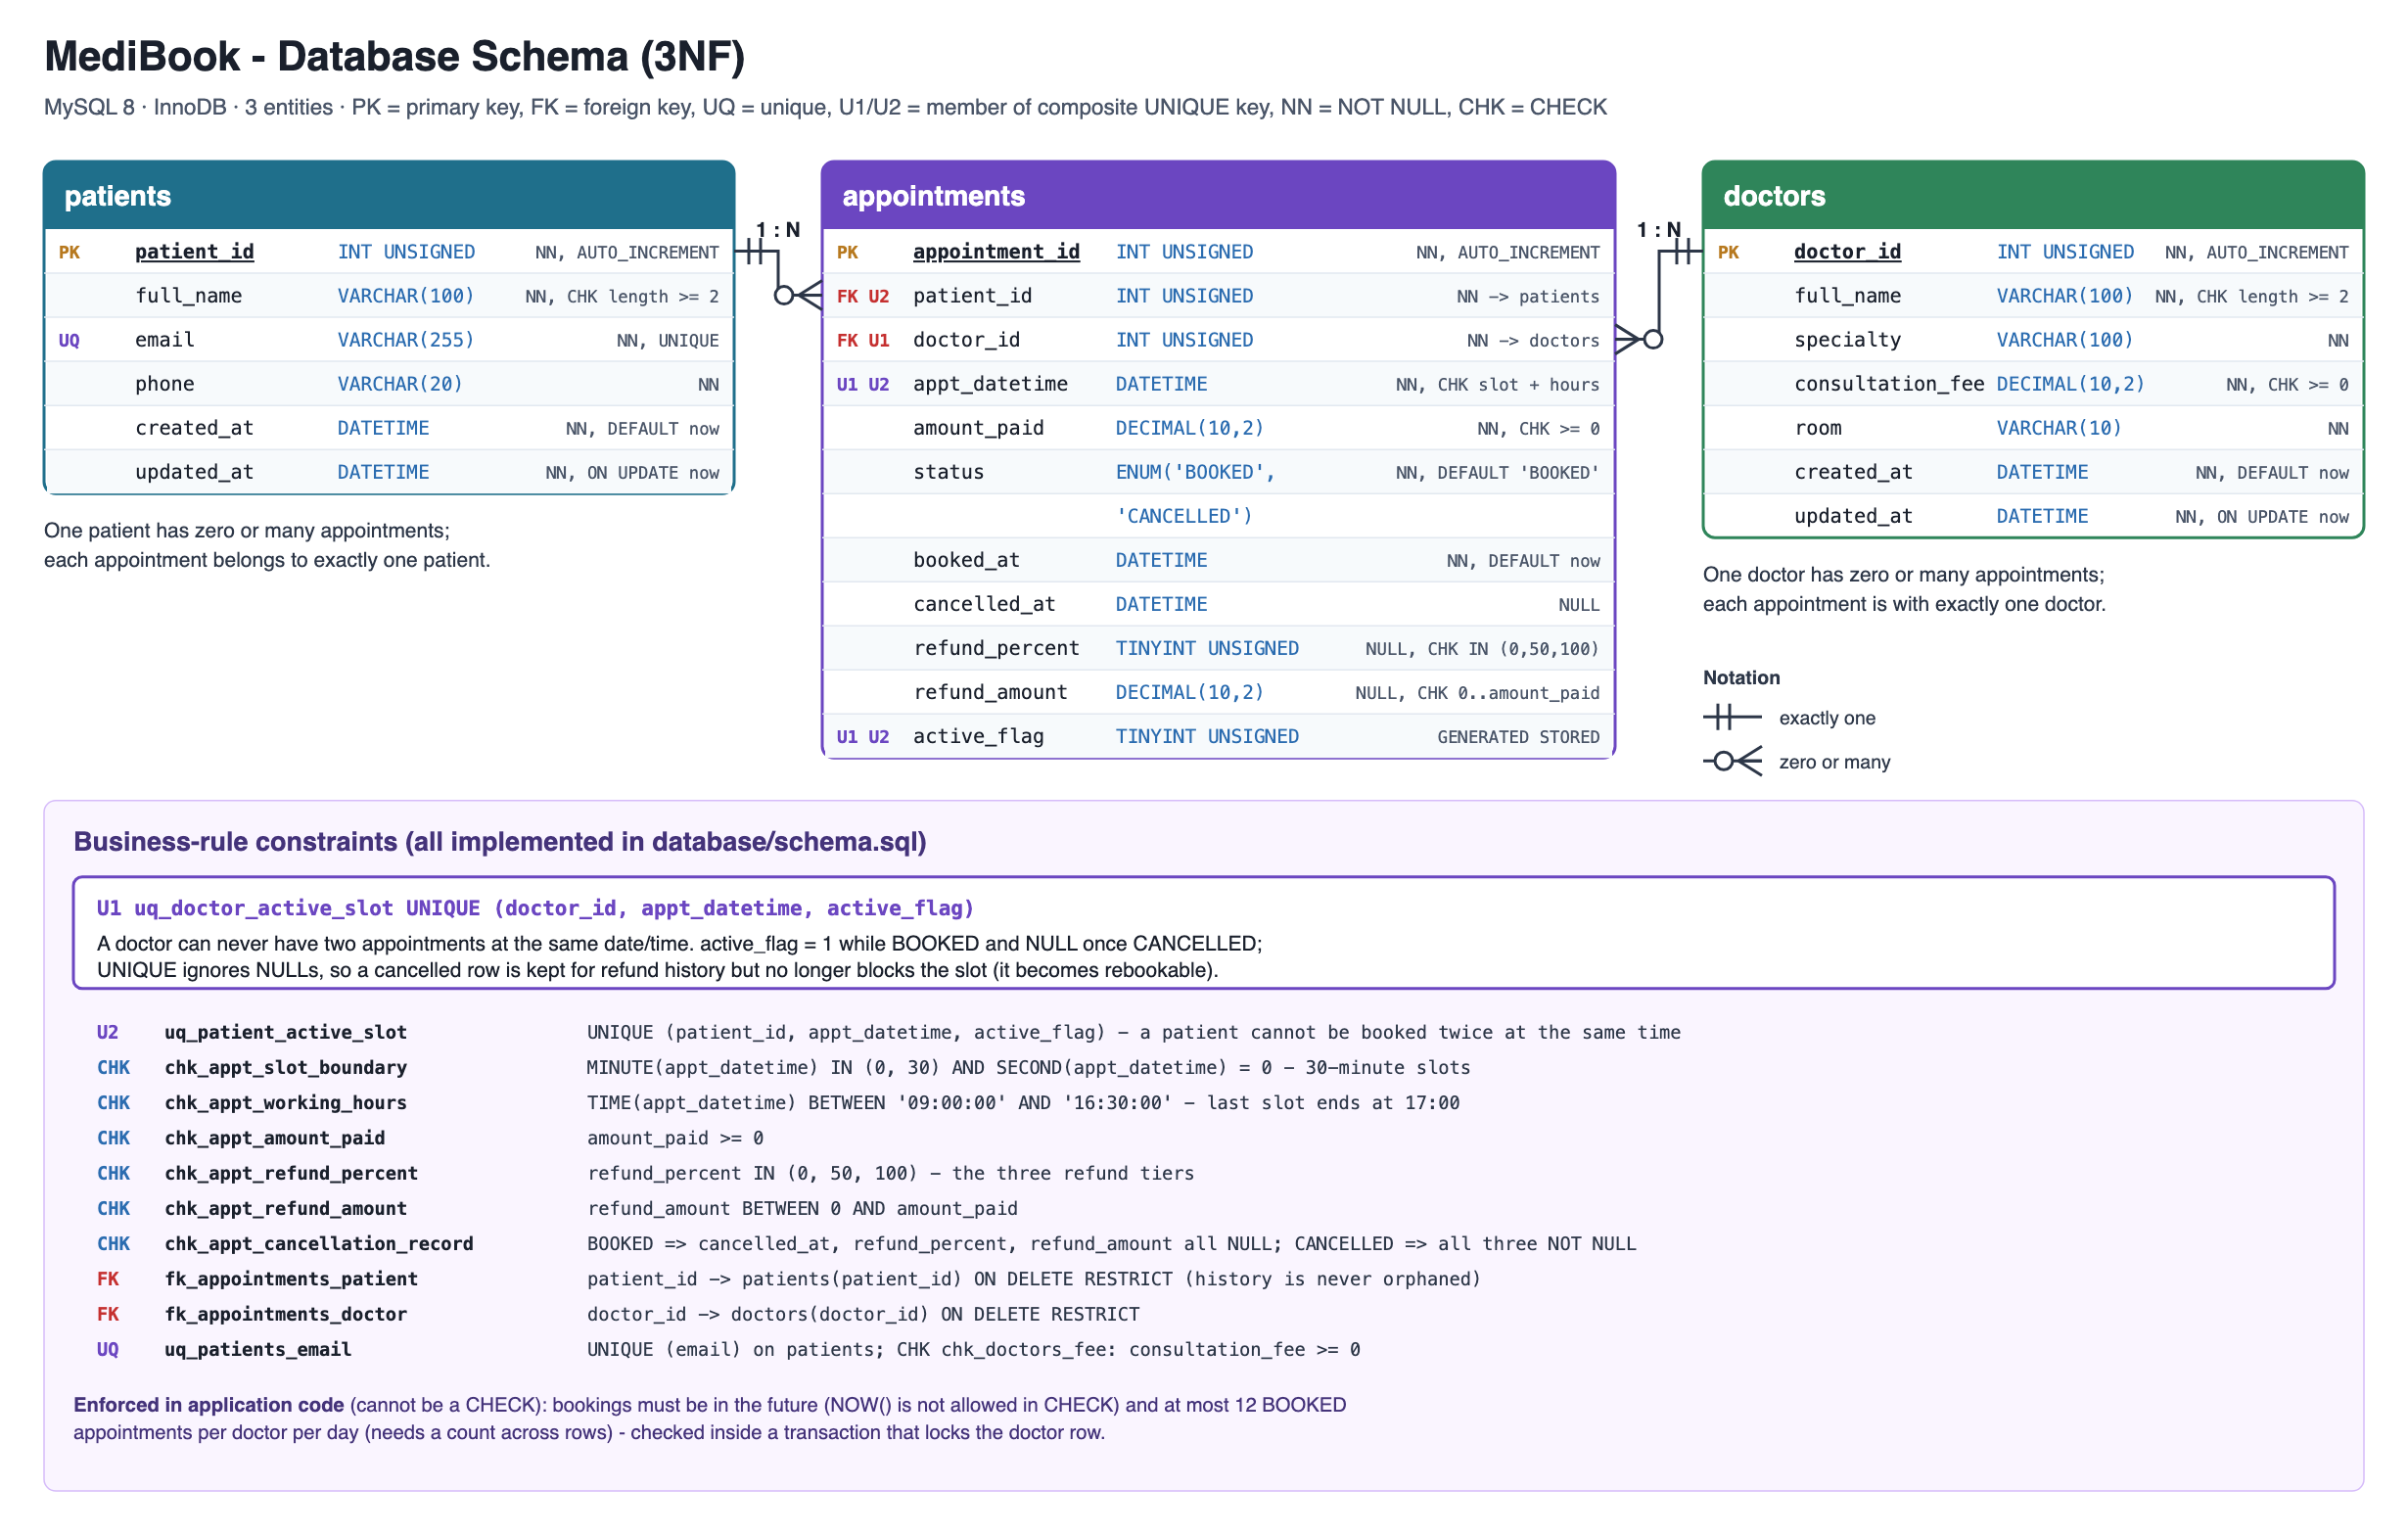 MediBook - Database Schema (3NF)
MySQL 8 · InnoDB · 3 entities · PK = primary key, FK = foreign key, UQ = unique, U1/U2 = member of composite UNIQUE key, NN = NOT NULL, CHK = CHECK
patients
PK patient_id INT UNSIGNED NN, AUTO_INCREMENT
full_name VARCHAR(100) NN, CHK length >= 2
UQ email VARCHAR(255) NN, UNIQUE
phone VARCHAR(20) NN
created_at DATETIME NN, DEFAULT now
updated_at DATETIME NN, ON UPDATE now
One patient has zero or many appointments;
each appointment belongs to exactly one patient.
1 : N
appointments
PK appointment_id INT UNSIGNED NN, AUTO_INCREMENT
FK U2 patient_id INT UNSIGNED NN -> patients
FK U1 doctor_id INT UNSIGNED NN -> doctors
U1 U2 appt_datetime DATETIME NN, CHK slot + hours
amount_paid DECIMAL(10,2) NN, CHK >= 0
status ENUM('BOOKED', NN, DEFAULT 'BOOKED'
'CANCELLED')
booked_at DATETIME NN, DEFAULT now
cancelled_at DATETIME NULL
refund_percent TINYINT UNSIGNED NULL, CHK IN (0,50,100)
refund_amount DECIMAL(10,2) NULL, CHK 0..amount_paid
U1 U2 active_flag TINYINT UNSIGNED GENERATED STORED
1 : N
doctors
PK doctor_id INT UNSIGNED NN, AUTO_INCREMENT
full_name VARCHAR(100) NN, CHK length >= 2
specialty VARCHAR(100) NN
consultation_fee DECIMAL(10,2) NN, CHK >= 0
room VARCHAR(10) NN
created_at DATETIME NN, DEFAULT now
updated_at DATETIME NN, ON UPDATE now
One doctor has zero or many appointments;
each appointment is with exactly one doctor.
Notation
exactly one
zero or many
Business-rule constraints (all implemented in database/schema.sql)
U1 uq_doctor_active_slot UNIQUE (doctor_id, appt_datetime, active_flag)
A doctor can never have two appointments at the same date/time. active_flag = 1 while BOOKED and NULL once CANCELLED;
UNIQUE ignores NULLs, so a cancelled row is kept for refund history but no longer blocks the slot (it becomes rebookable).
U2 uq_patient_active_slot UNIQUE (patient_id, appt_datetime, active_flag) - a patient cannot be booked twice at the same time
CHK chk_appt_slot_boundary MINUTE(appt_datetime) IN (0, 30) AND SECOND(appt_datetime) = 0 - 30-minute slots
CHK chk_appt_working_hours TIME(appt_datetime) BETWEEN '09:00:00' AND '16:30:00' - last slot ends at 17:00
CHK chk_appt_amount_paid amount_paid >= 0
CHK chk_appt_refund_percent refund_percent IN (0, 50, 100) - the three refund tiers
CHK chk_appt_refund_amount refund_amount BETWEEN 0 AND amount_paid
CHK chk_appt_cancellation_record BOOKED => cancelled_at, refund_percent, refund_amount all NULL; CANCELLED => all three NOT NULL
FK fk_appointments_patient patient_id -> patients(patient_id) ON DELETE RESTRICT (history is never orphaned)
FK fk_appointments_doctor doctor_id -> doctors(doctor_id) ON DELETE RESTRICT
UQ uq_patients_email UNIQUE (email) on patients; CHK chk_doctors_fee: consultation_fee >= 0
Enforced in application code (cannot be a CHECK): bookings must be in the future (NOW() is not allowed in CHECK) and at most 12 BOOKED
appointments per doctor per day (needs a count across rows) - checked inside a transaction that locks the doctor row.